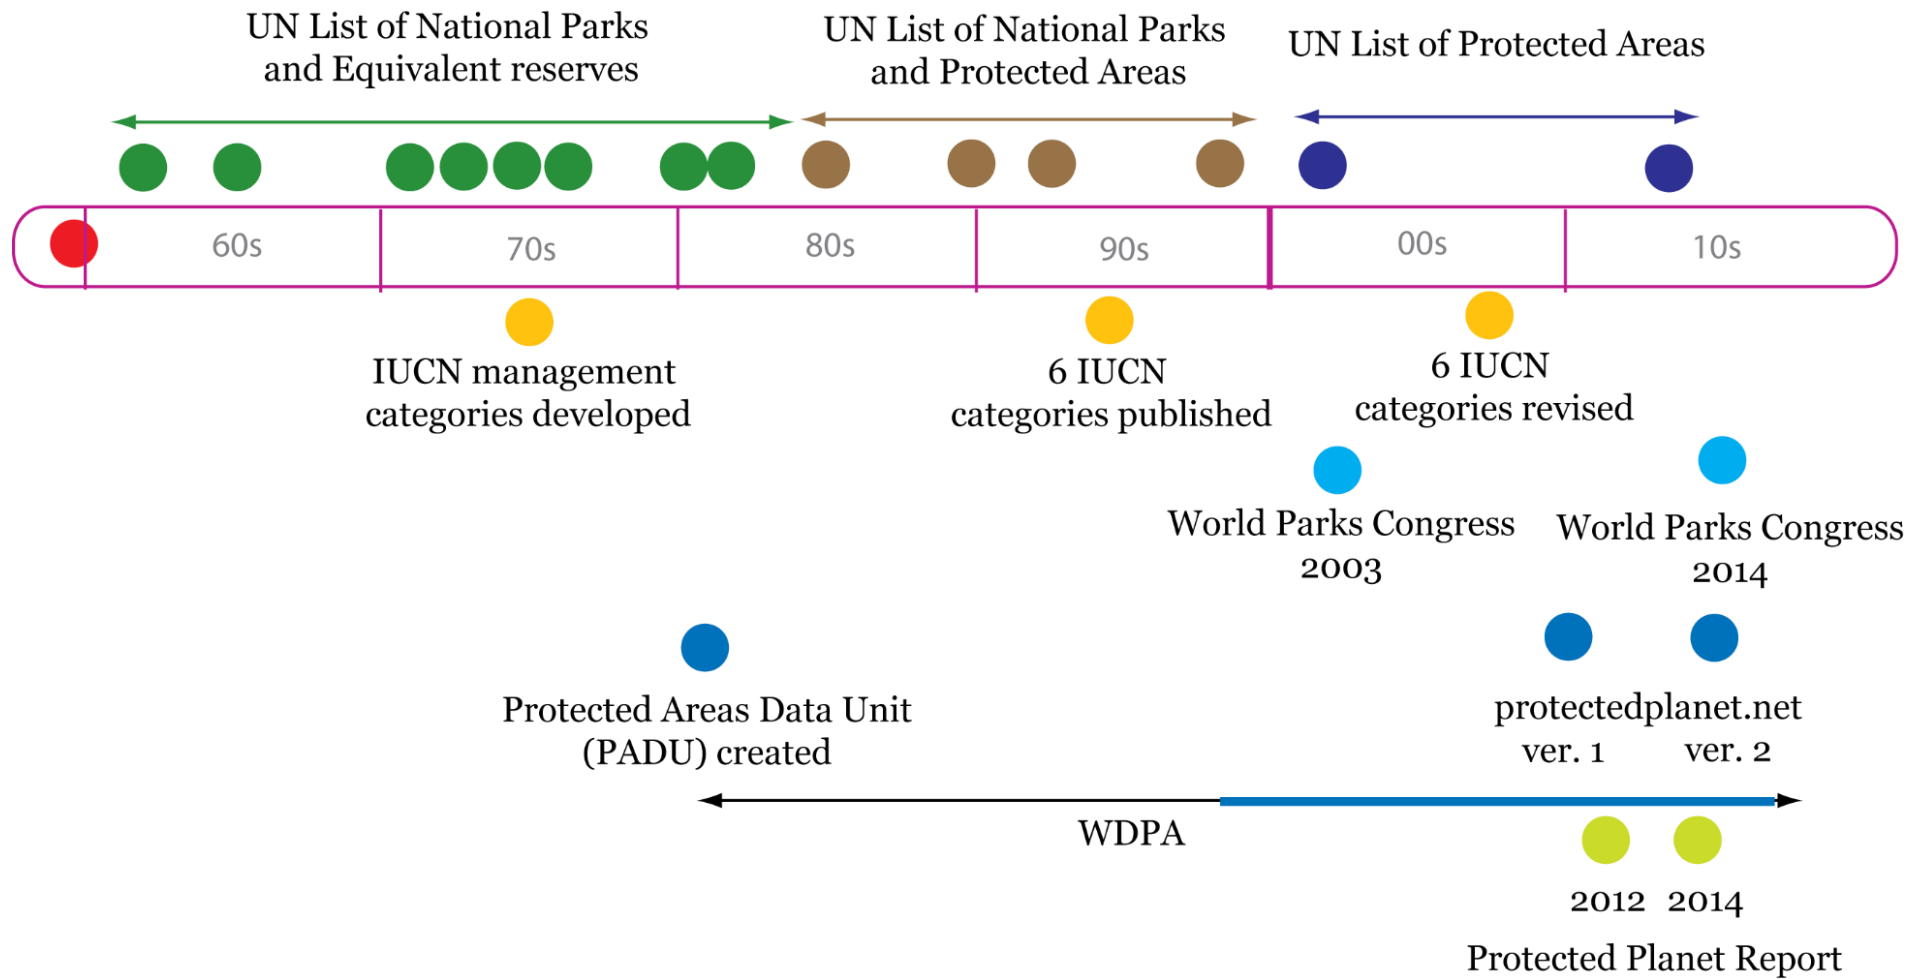 UN List of National Parks
and Equivalent reserves
UN List of National Parks
and Protected Areas
UN List of Protected Areas
60s
70s
80s
90s
00s
10s
IUCN management
categories developed
6 IUCN
categories published
6 IUCN
categories revised
World Parks Congress
2003
World Parks Congress
2014
Protected Areas Data Unit
(PADU) created
protectedplanet.net
ver. 1
ver. 2
WDPA
2012
2014
Protected Planet Report